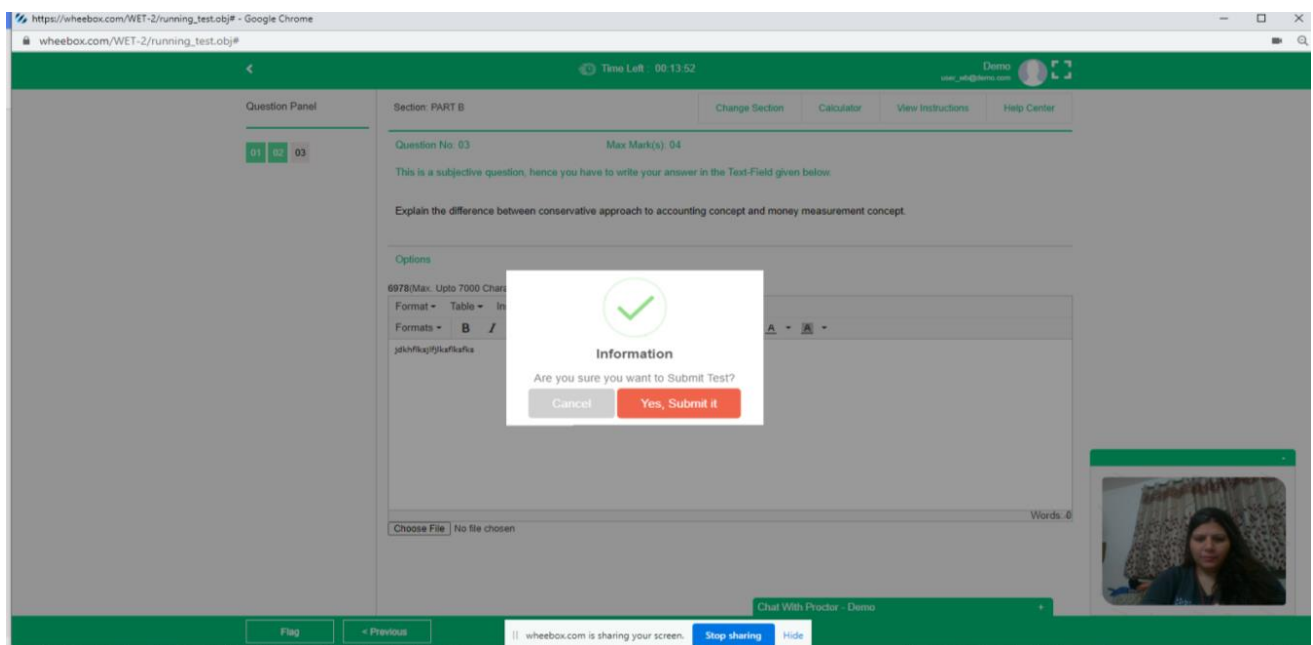 https://wheebox.com/WET-2/running_test.obj# - Google Chrome
wheebox.com/WET-2/running_test.obj#
Time Left : 00:13:52
Demo
user_wb@demo.com
Question Panel
01 02 03
Section: PART B
Change Section Calculator View Instructions Help Center
Question No: 03 Max Mark(s): 04
This is a subjective question, hence you have to write your answer in the Text-Field given below.
Explain the difference between conservative approach to accounting concept and money measurement concept.
Options
6978(Max. Upto 7000 Chara
Format Table In
Formats B I A A
Information
Are you sure you want to Submit Test?
Cancel Yes, Submit it
Words: 0
Choose File No file chosen
Chat With Proctor - Demo +
Flag < Previous
wheebox.com is sharing your screen. Stop sharing Hide